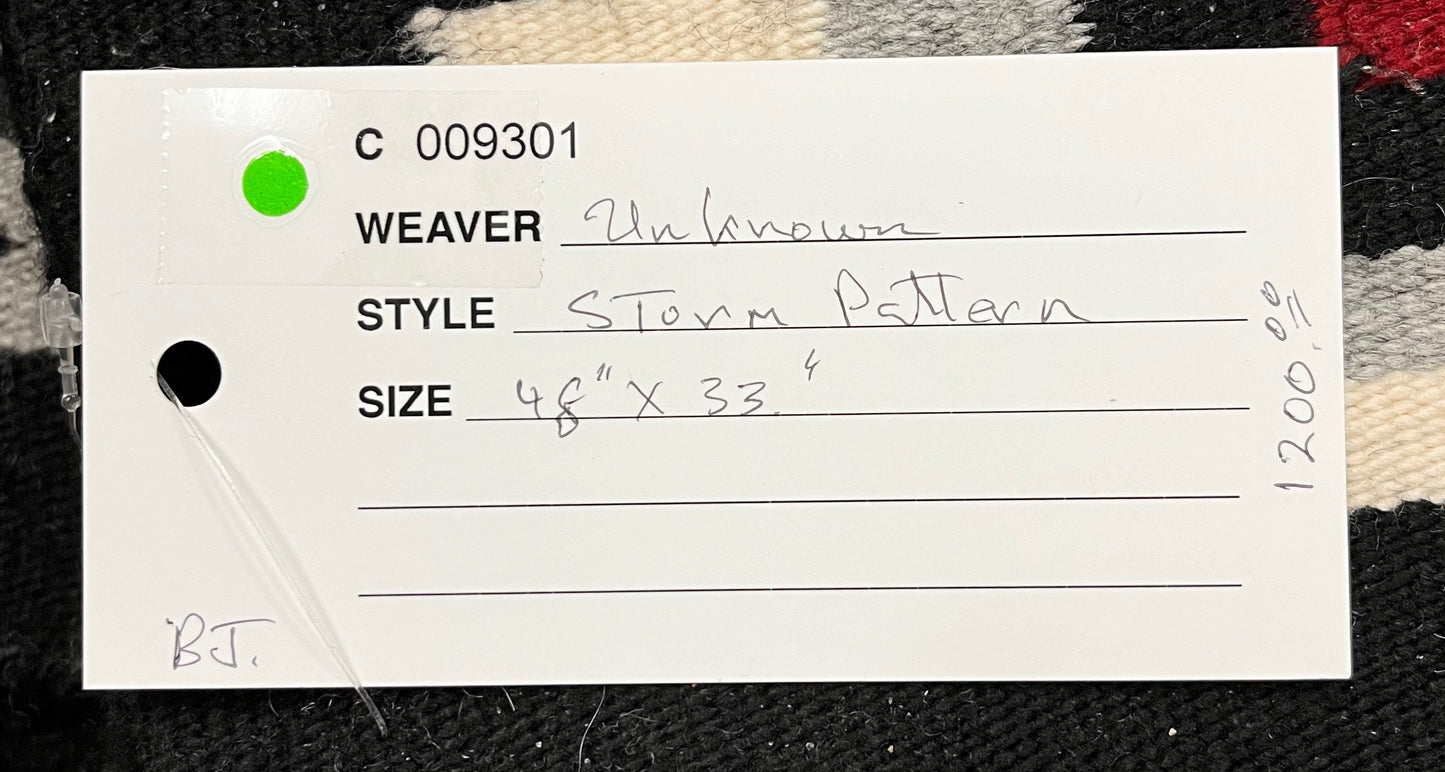 C 009301
WEAVER Unknown
STYLE Storm Pattern
SIZE 48" X 33"
1200.00
BJ.